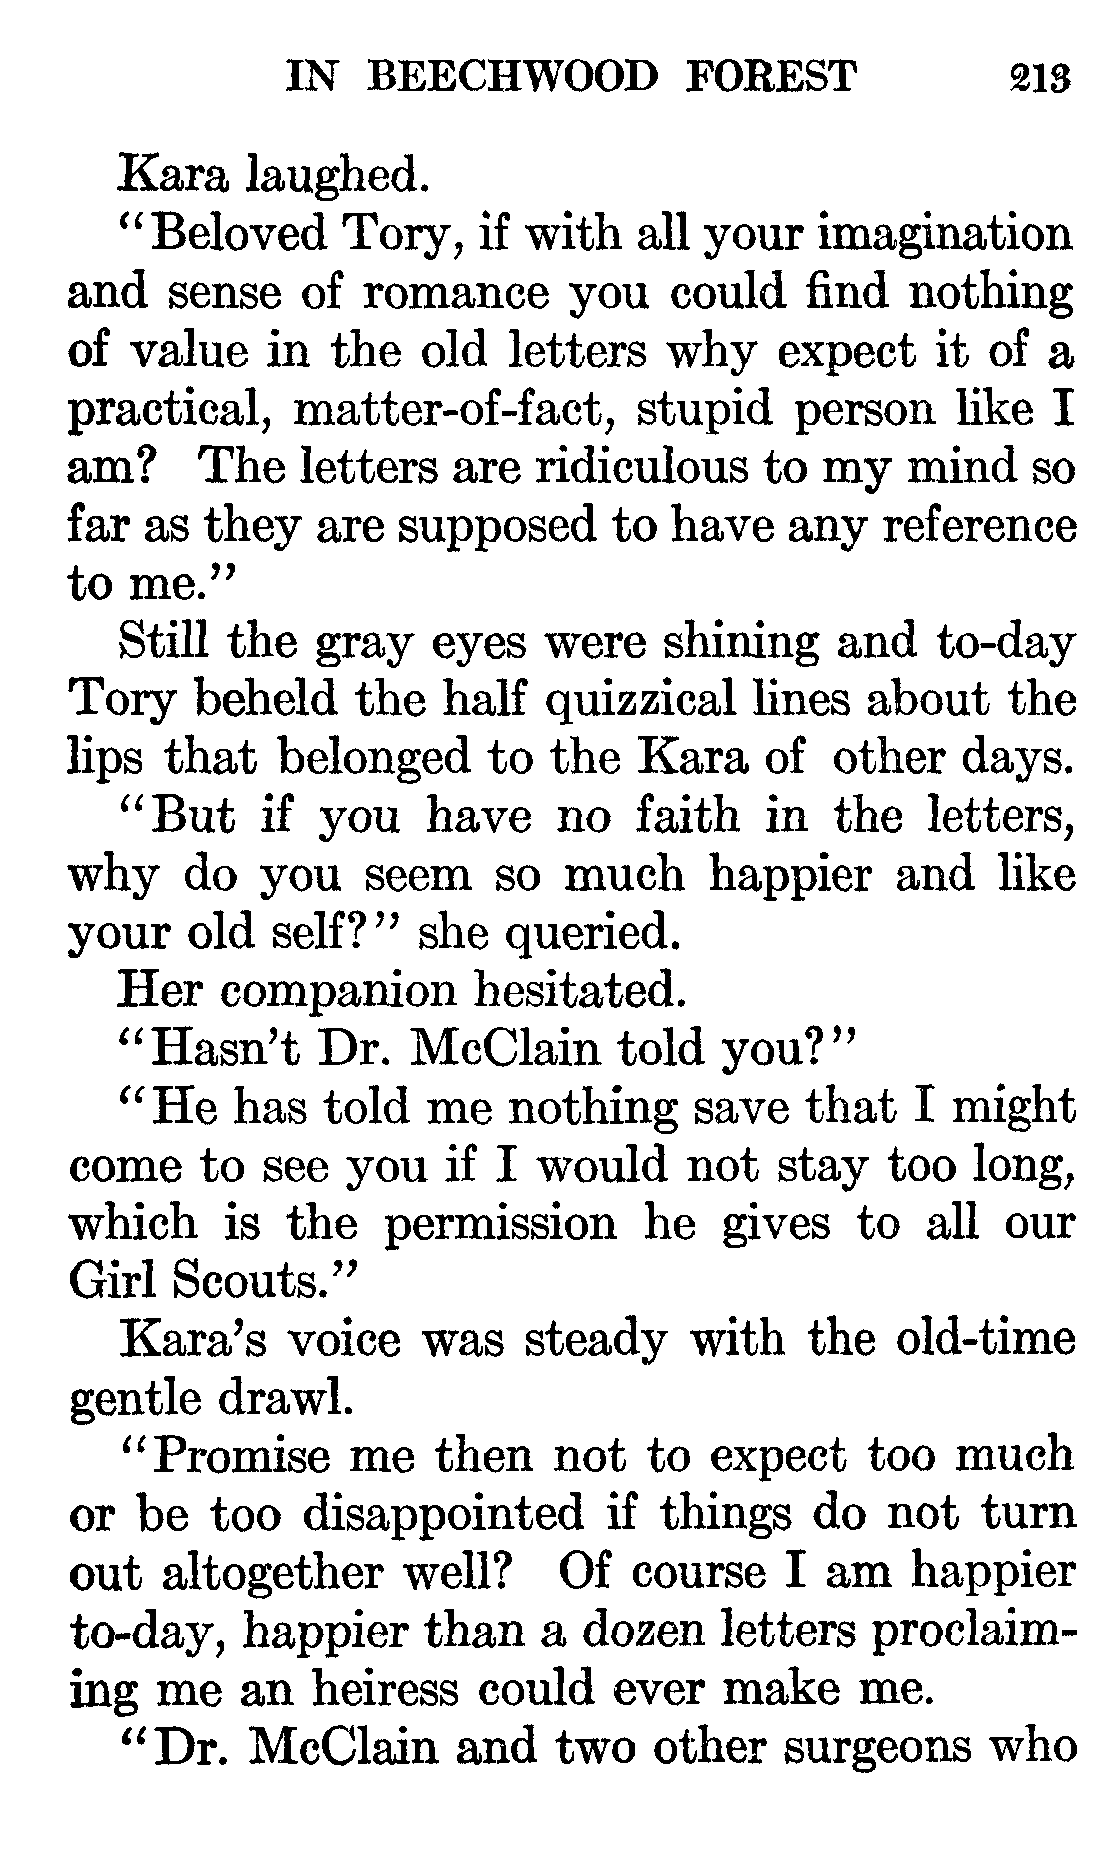 IN BEECHWOOD FOREST 213
Kara laughed.
“Beloved Tory, if with all your imagination
and sense of romance you could find nothing
of value in the old letters why expect it of a
practical, matter-of-fact, stupid person like I
am? The letters are ridiculous to my mind so
far as they are supposed to have any reference
to me.”
Still the gray eyes were shining and to-day
Tory beheld the half quizzical lines about the
lips that belonged to the Kara of other days.
“But if you have no faith in the letters,
why do you seem so much happier and like
your old self?” she queried.
Her companion hesitated.
“Hasn’t Dr. McClain told you?”
“He has told me nothing save that I might
come to see you if I would not stay too long,
which is the permission he gives to all our
Girl Scouts.”
Kara’s voice was steady with the old-time
gentle drawl.
“Promise me then not to expect too much
or be too disappointed if things do not turn
out altogether well? Of course I am happier
to-day, happier than a dozen letters proclaim-
ing me an heiress could ever make me.
“Dr. McClain and two other surgeons who